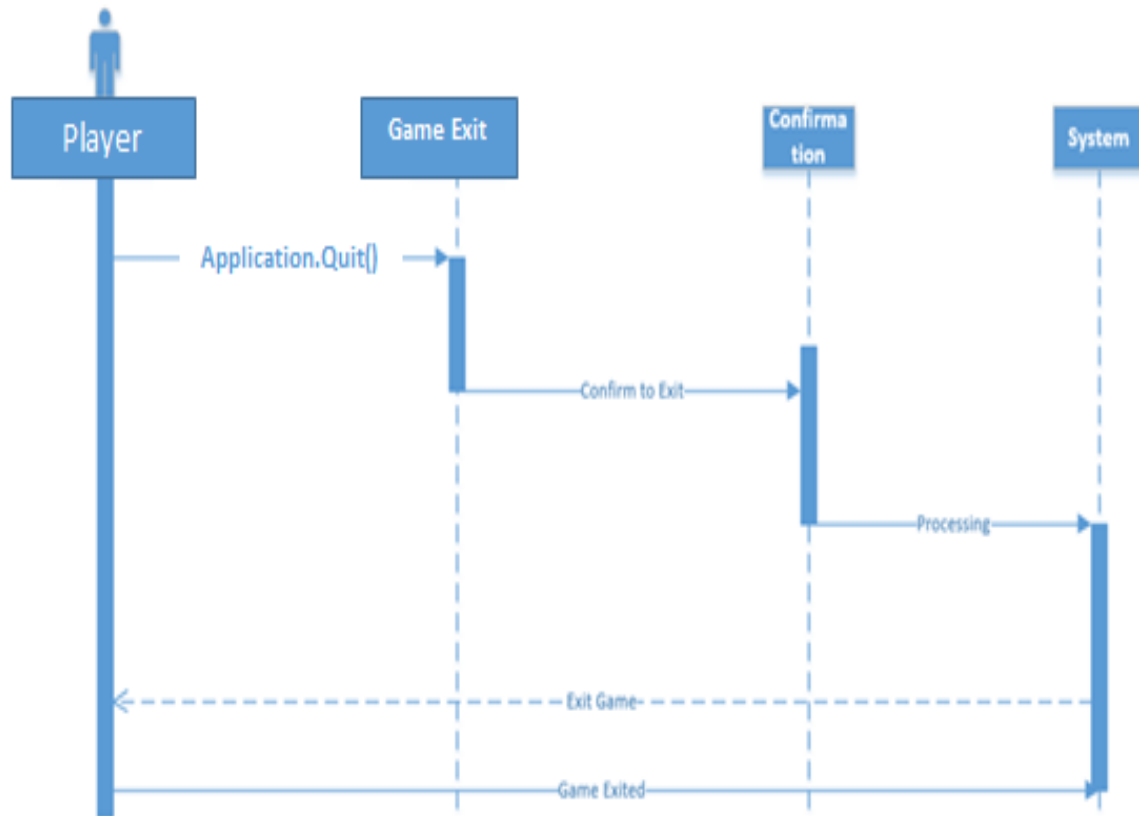 Player
Game Exit
Confirma
tion
System
Application.Quit()
Confirm to Exit
Processing
Exit Game
Game Exited